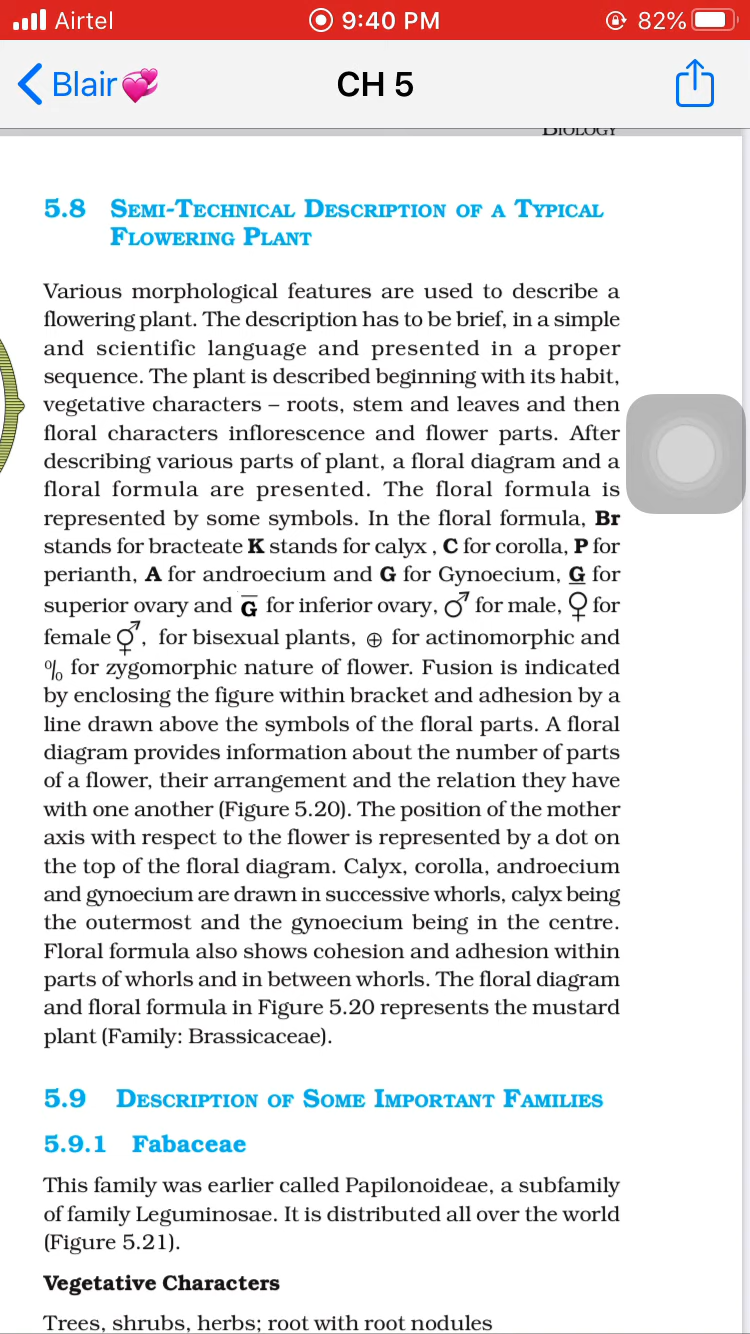 Airtel 9:40 PM 82%
Blair💞 CH 5
BIOLOGY
5.8 SEMI-TECHNICAL DESCRIPTION OF A TYPICAL
FLOWERING PLANT
Various morphological features are used to describe a
flowering plant. The description has to be brief, in a simple
and scientific language and presented in a proper
sequence. The plant is described beginning with its habit,
vegetative characters – roots, stem and leaves and then
floral characters inflorescence and flower parts. After
describing various parts of plant, a floral diagram and a
floral formula are presented. The floral formula is
represented by some symbols. In the floral formula, Br
stands for bracteate K stands for calyx , C for corolla, P for
perianth, A for androecium and G for Gynoecium, G̲ for
superior ovary and G̅ for inferior ovary, ♂ for male, ♀ for
female ⚥, for bisexual plants, ⊕ for actinomorphic and
% for zygomorphic nature of flower. Fusion is indicated
by enclosing the figure within bracket and adhesion by a
line drawn above the symbols of the floral parts. A floral
diagram provides information about the number of parts
of a flower, their arrangement and the relation they have
with one another (Figure 5.20). The position of the mother
axis with respect to the flower is represented by a dot on
the top of the floral diagram. Calyx, corolla, androecium
and gynoecium are drawn in successive whorls, calyx being
the outermost and the gynoecium being in the centre.
Floral formula also shows cohesion and adhesion within
parts of whorls and in between whorls. The floral diagram
and floral formula in Figure 5.20 represents the mustard
plant (Family: Brassicaceae).
5.9 DESCRIPTION OF SOME IMPORTANT FAMILIES
5.9.1 Fabaceae
This family was earlier called Papilonoideae, a subfamily
of family Leguminosae. It is distributed all over the world
(Figure 5.21).
Vegetative Characters
Trees, shrubs, herbs; root with root nodules